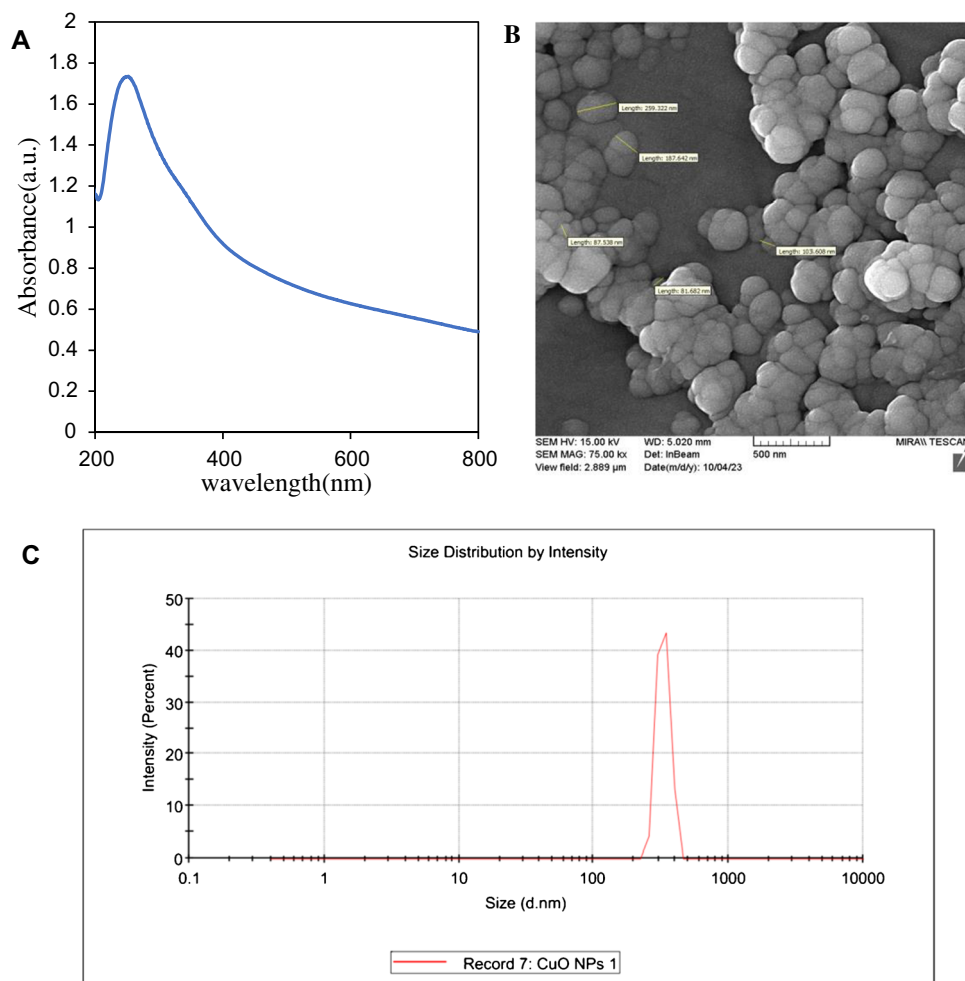 A
2
1.8
1.6
1.4
1.2
1
0.8
0.6
0.4
0.2
0
200
400
600
800
Absorbance(a.u.)
wavelength(nm)
B
Length: 259.322 nm
Length: 187.642 nm
Length: 87.538 nm
Length: 103.608 nm
Length: 81.682 nm
SEM HV: 15.00 kV WD: 5.020 mm MIRA\\ TESCAN
SEM MAG: 75.00 kx Det: InBeam 500 nm
View field: 2.889 µm Date(m/d/y): 10/04/23
C
Size Distribution by Intensity
50
40
30
20
10
0
0.1
1
10
100
1000
10000
Intensity (Percent)
Size (d.nm)
Record 7: CuO NPs 1